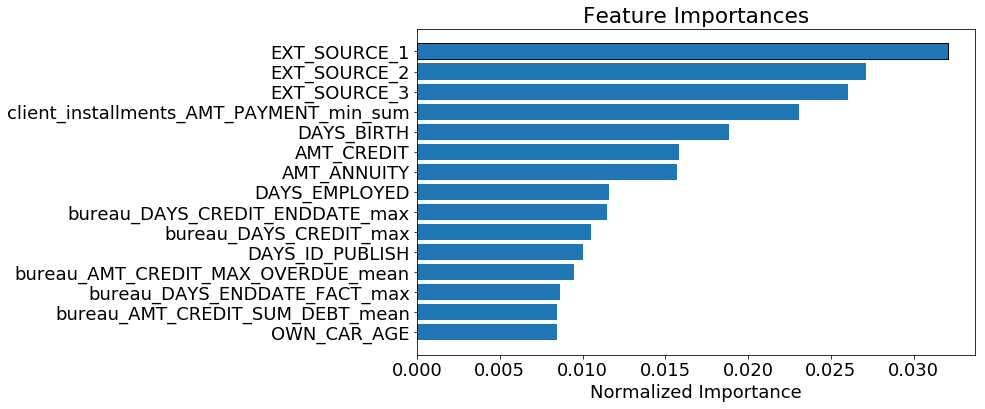 Feature Importances
EXT_SOURCE_1
EXT_SOURCE_2
EXT_SOURCE_3
client_installments_AMT_PAYMENT_min_sum
DAYS_BIRTH
AMT_CREDIT
AMT_ANNUITY
DAYS_EMPLOYED
bureau_DAYS_CREDIT_ENDDATE_max
bureau_DAYS_CREDIT_max
DAYS_ID_PUBLISH
bureau_AMT_CREDIT_MAX_OVERDUE_mean
bureau_DAYS_ENDDATE_FACT_max
bureau_AMT_CREDIT_SUM_DEBT_mean
OWN_CAR_AGE
0.000 0.005 0.010 0.015 0.020 0.025 0.030
Normalized Importance